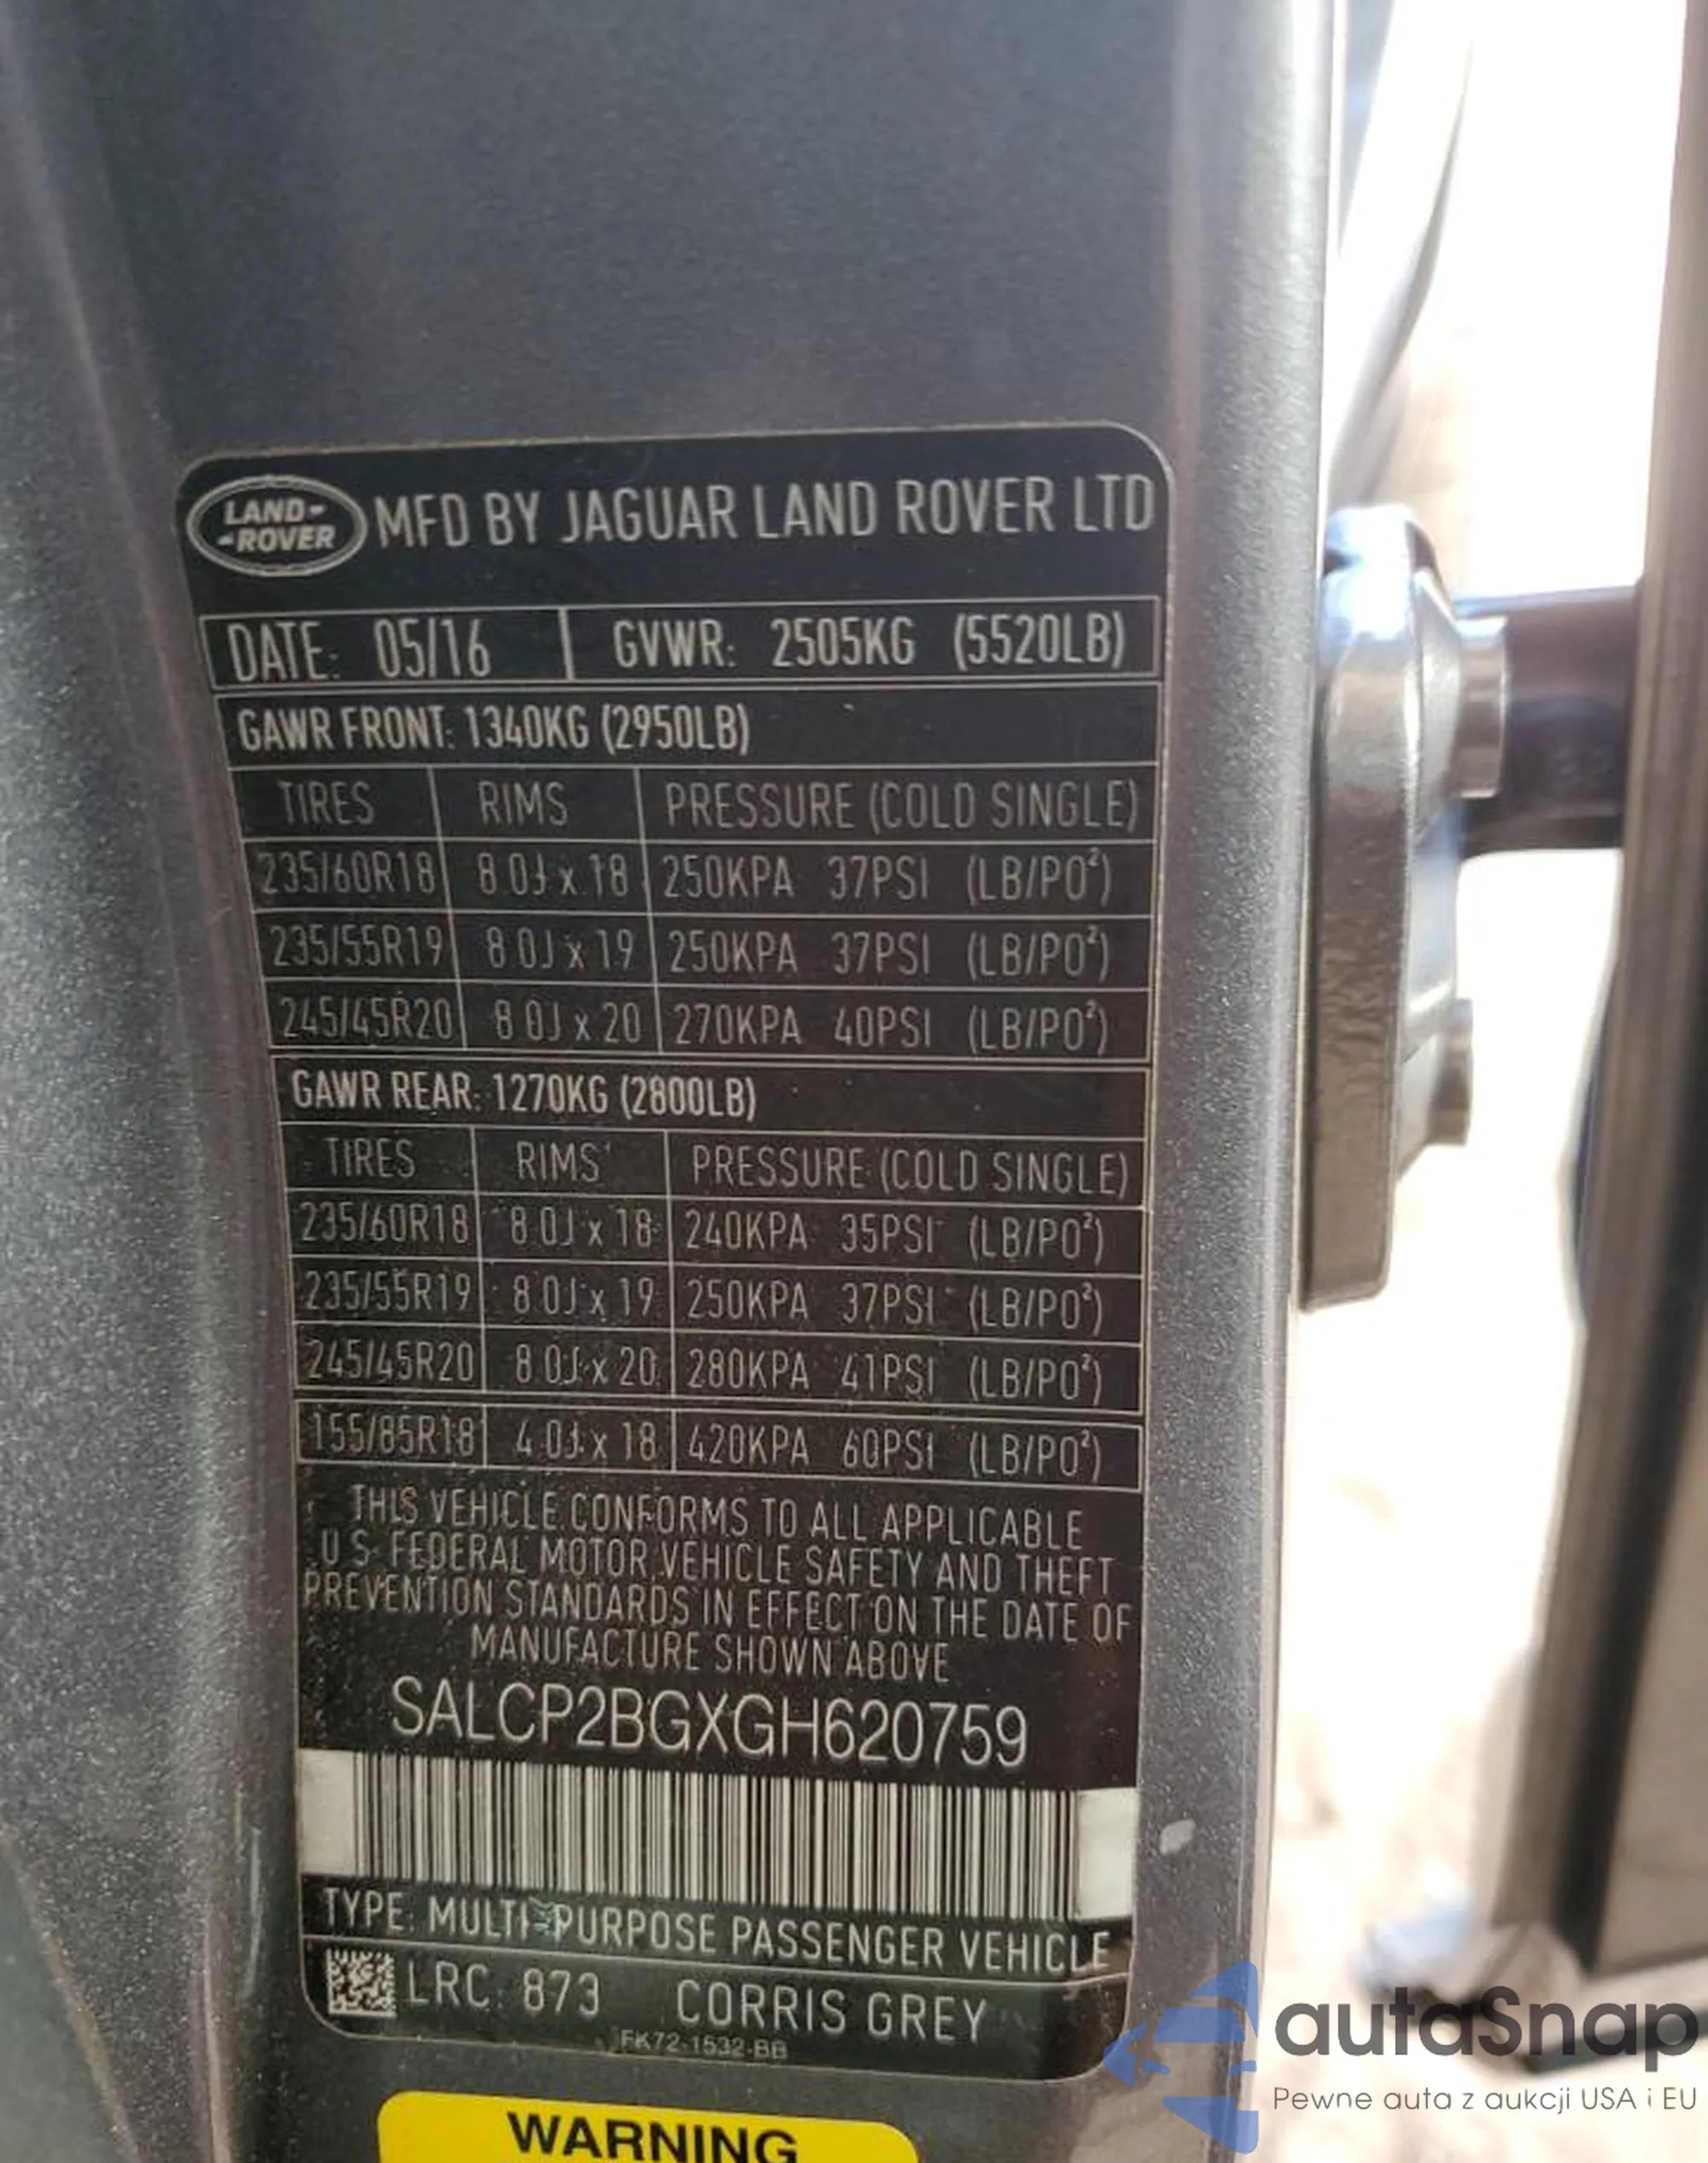 LAND-
-ROVER
MFD BY JAGUAR LAND ROVER LTD
DATE: 05/16 GVWR: 2505KG (5520LB)
GAWR FRONT: 1340KG (2950LB)
TIRES RIMS PRESSURE (COLD SINGLE)
235/60R18 8.0J x 18 250KPA 37PSI (LB/PO²)
235/55R19 8.0J x 19 250KPA 37PSI (LB/PO²)
245/45R20 8.0J x 20 270KPA 40PSI (LB/PO²)
GAWR REAR: 1270KG (2800LB)
TIRES RIMS PRESSURE (COLD SINGLE)
235/60R18 8.0J x 18 240KPA 35PSI (LB/PO²)
235/55R19 8.0J x 19 250KPA 37PSI (LB/PO²)
245/45R20 8.0J x 20 280KPA 41PSI (LB/PO²)
155/85R18 4.0J x 18 420KPA 60PSI (LB/PO²)
THIS VEHICLE CONFORMS TO ALL APPLICABLE
U.S. FEDERAL MOTOR VEHICLE SAFETY AND THEFT
PREVENTION STANDARDS IN EFFECT ON THE DATE OF
MANUFACTURE SHOWN ABOVE
SALCP2BGXGH620759
TYPE: MULTI-PURPOSE PASSENGER VEHICLE
LRC: 873 CORRIS GREY
FK72-1532-BB
WARNING
autaSnap
Pewne auta z aukcji USA i EU